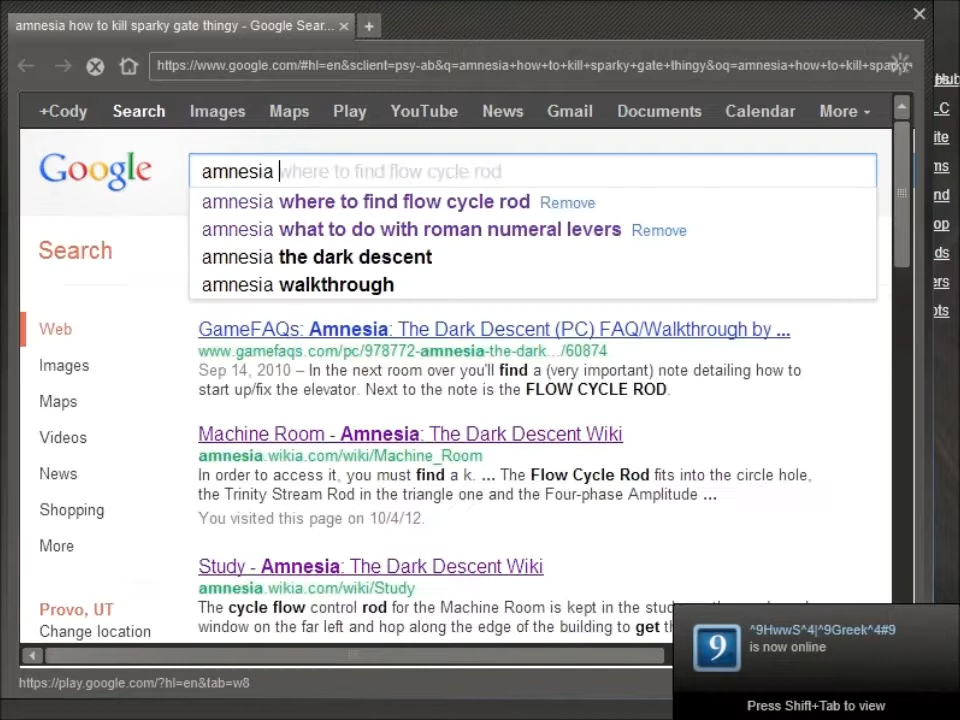 amnesia how to kill sparky gate thingy - Google Sear...
https://www.google.com/#hl=en&sclient=psy-ab&q=amnesia+how+to+kill+sparky+gate+thingy&oq=amnesia+how+to+kill+sparky-
+Cody Search Images Maps Play YouTube News Gmail Documents Calendar More
Google
amnesia where to find flow cycle rod
amnesia where to find flow cycle rod Remove
amnesia what to do with roman numeral levers Remove
amnesia the dark descent
amnesia walkthrough
Search
Web
Images
Maps
Videos
News
Shopping
More
Provo, UT
Change location
GameFAQs: Amnesia: The Dark Descent (PC) FAQ/Walkthrough by ...
www.gamefaqs.com/pc/978772-amnesia-the-dark.../60874
Sep 14, 2010 – In the next room over you'll find a (very important) note detailing how to
start up/fix the elevator. Next to the note is the FLOW CYCLE ROD.
Machine Room - Amnesia: The Dark Descent Wiki
amnesia.wikia.com/wiki/Machine_Room
In order to access it, you must find a k. ... The Flow Cycle Rod fits into the circle hole,
the Trinity Stream Rod in the triangle one and the Four-phase Amplitude ...
You visited this page on 10/4/12.
Study - Amnesia: The Dark Descent Wiki
amnesia.wikia.com/wiki/Study
The cycle flow control rod for the Machine Room is kept in the stud
window on the far left and hop along the edge of the building to get t
https://play.google.com/?hl=en&tab=w8
_C
ite
ms
nd
op
ds
ers
ots
9
^9HwwS^4|^9Greek^4#9
is now online
Press Shift+Tab to view